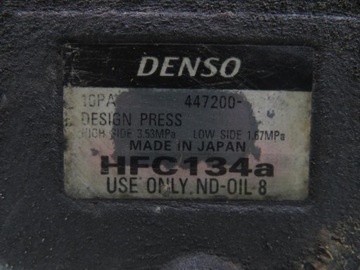 DENSO
10PA 447200-
DESIGN PRESS
HIGH SIDE 3.53MPa LOW SIDE 1.67MPa
MADE IN JAPAN
HFC134a
USE ONLY ND-OIL 8